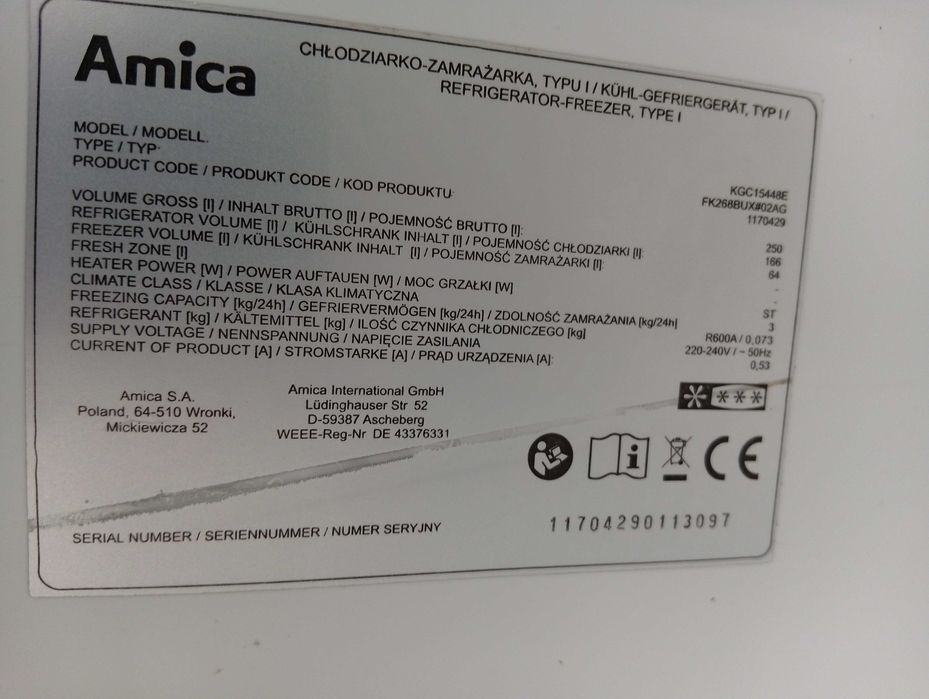 Amica
CHŁODZIARKO-ZAMRAŻARKA, TYPU I / KÜHL-GEFRIERGERÄT, TYP I /
REFRIGERATOR-FREEZER, TYPE I
MODEL / MODELL: KGC15448E
TYPE / TYP: FK268BUX#02AG
PRODUCT CODE / PRODUKT CODE / KOD PRODUKTU: 1170429
VOLUME GROSS [l] / INHALT BRUTTO [l] / POJEMNOŚĆ BRUTTO [l]: 250
REFRIGERATOR VOLUME [l] / KÜHLSCHRANK INHALT [l] / POJEMNOŚĆ CHŁODZIARKI [l]: 166
FREEZER VOLUME [l] / KÜHLSCHRANK INHALT [l] / POJEMNOŚĆ ZAMRAŻARKI [l]: 64
FRESH ZONE [l] -
HEATER POWER [W] / POWER AUFTAUEN [W] / MOC GRZAŁKI [W] -
CLIMATE CLASS / KLASSE / KLASA KLIMATYCZNA ST
FREEZING CAPACITY [kg/24h] / GEFRIERVERMÖGEN [kg/24h] / ZDOLNOŚĆ ZAMRAŻANIA [kg/24h] 3
REFRIGERANT [kg] / KÄLTEMITTEL [kg] / ILOŚĆ CZYNNIKA CHŁODNICZEGO [kg] R600A / 0,073
SUPPLY VOLTAGE / NENNSPANNUNG / NAPIĘCIE ZASILANIA 220-240V / ~ 50Hz
CURRENT OF PRODUCT [A] / STROMSTARKE [A] / PRĄD URZĄDZENIA [A]: 0,53
Amica S.A.
Poland, 64-510 Wronki,
Mickiewicza 52
Amica International GmbH
Lüdinghauser Str 52
D-59387 Ascheberg
WEEE-Reg-Nr DE 43376331
CE
SERIAL NUMBER / SERIENNUMMER / NUMER SERYJNY 11704290113097